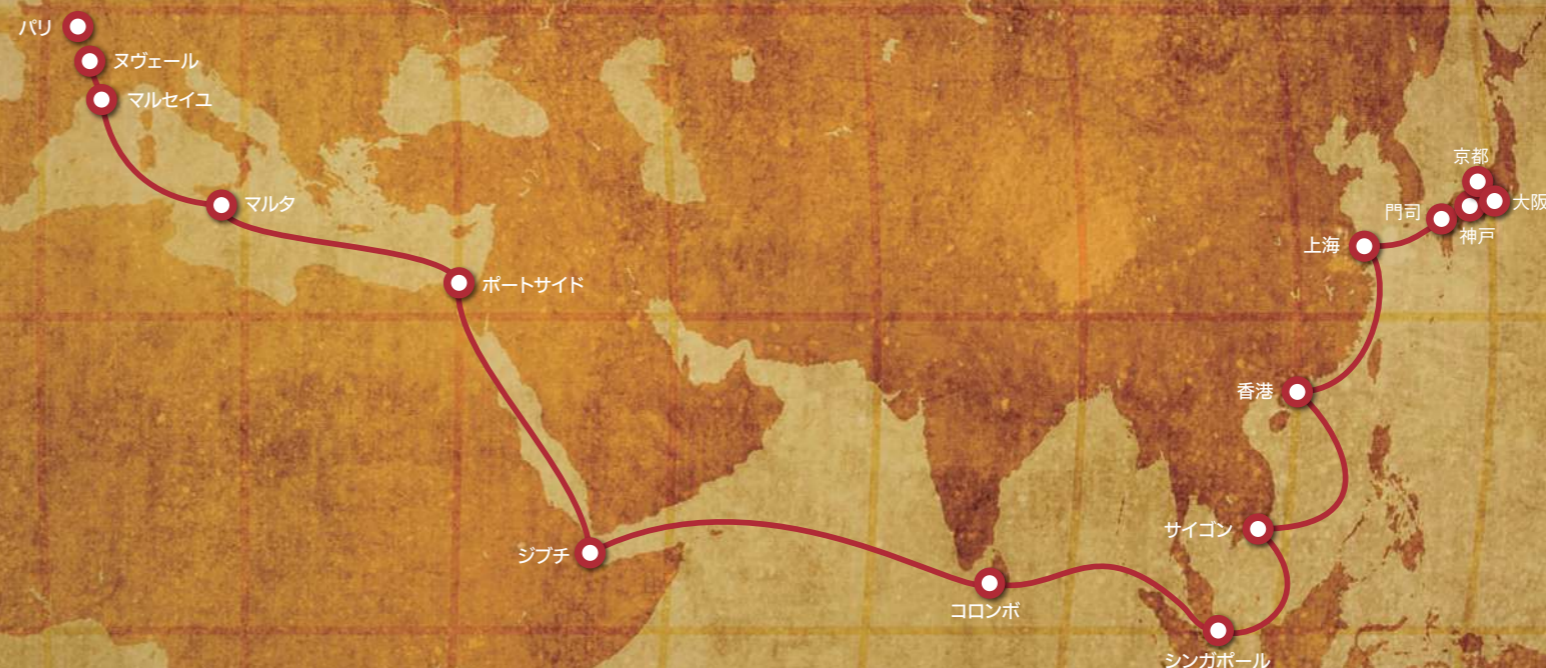 パリ
ヌヴェール
マルセイユ
マルタ
ポートサイド
ジブチ
コロンボ
シンガポール
サイゴン
香港
上海
門司
神戸
大阪
京都